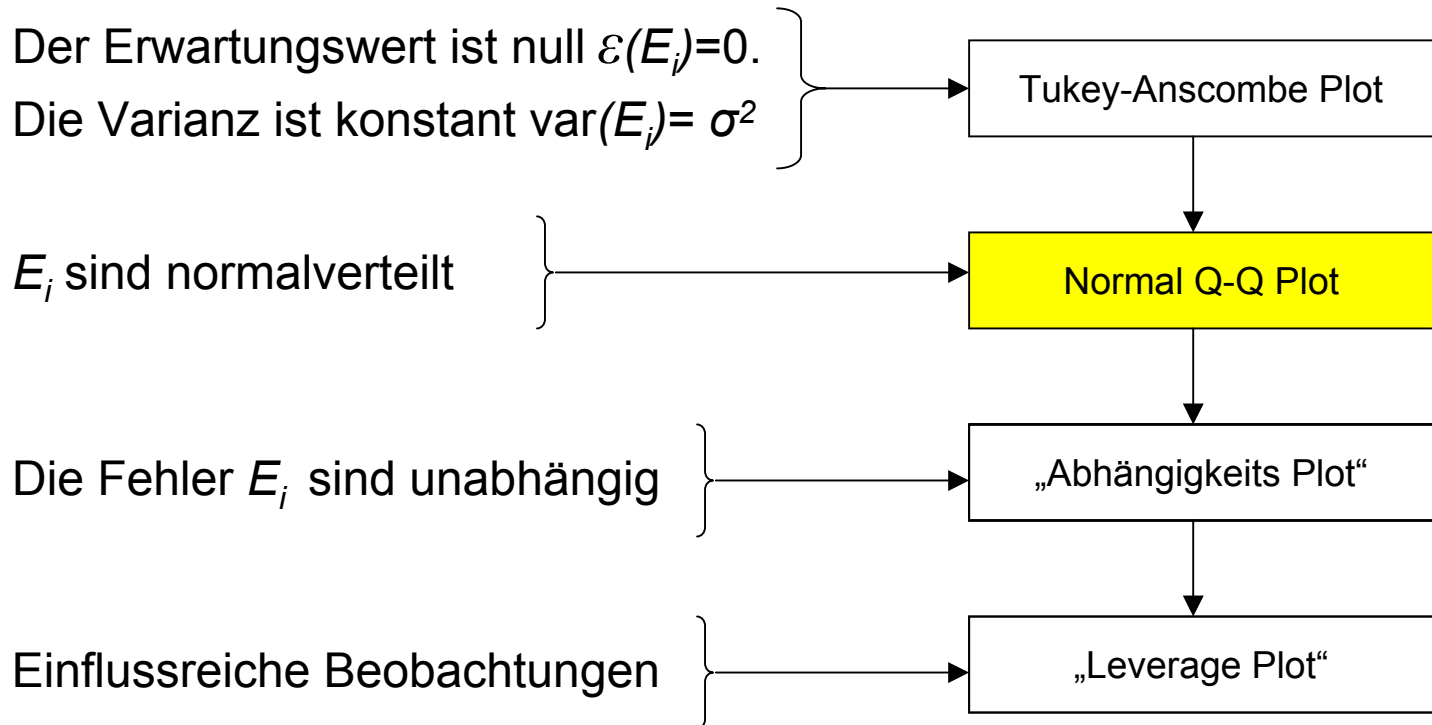 Der Erwartungswert ist null ℰ(Eᵢ)=0.
Die Varianz ist konstant var(Eᵢ)= σ²
Tukey-Anscombe Plot
Eᵢ sind normalverteilt
Normal Q-Q Plot
Die Fehler Eᵢ sind unabhängig
„Abhängigkeits Plot“
Einflussreiche Beobachtungen
„Leverage Plot“